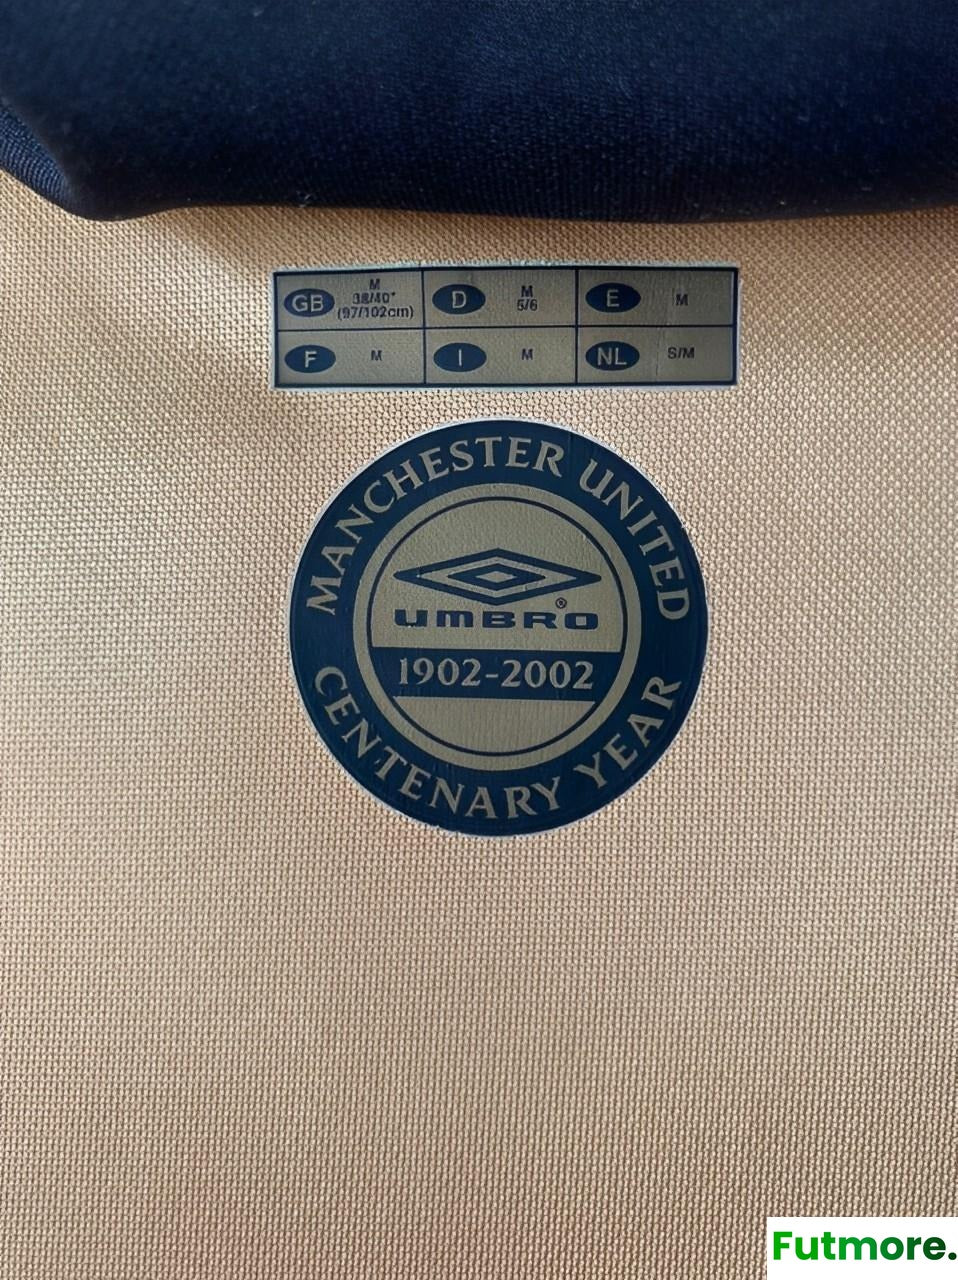 GB M 38/40" (97/102cm) D M 5/6 E M
F M I M NL S/M
MANCHESTER UNITED
UMBRO®
1902-2002
CENTENARY YEAR
Futmore.